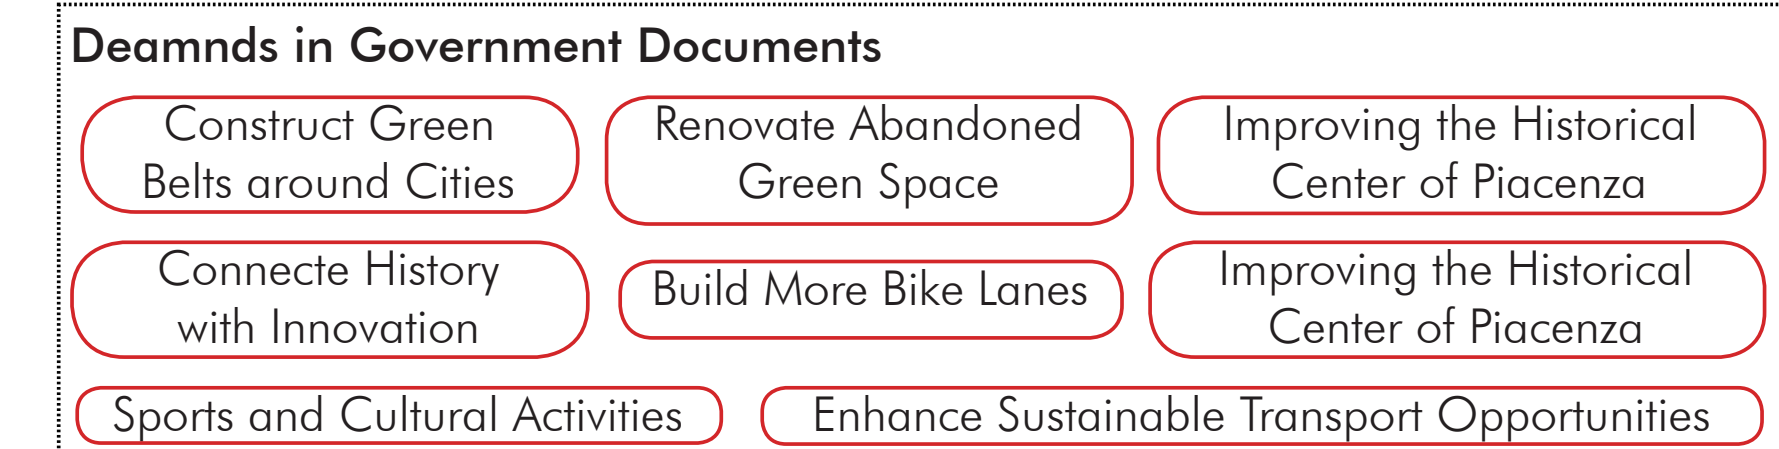 Deamnds in Government Documents
Construct Green
Belts around Cities
Renovate Abandoned
Green Space
Improving the Historical
Center of Piacenza
Connecte History
with Innovation
Build More Bike Lanes
Improving the Historical
Center of Piacenza
Sports and Cultural Activities
Enhance Sustainable Transport Opportunities